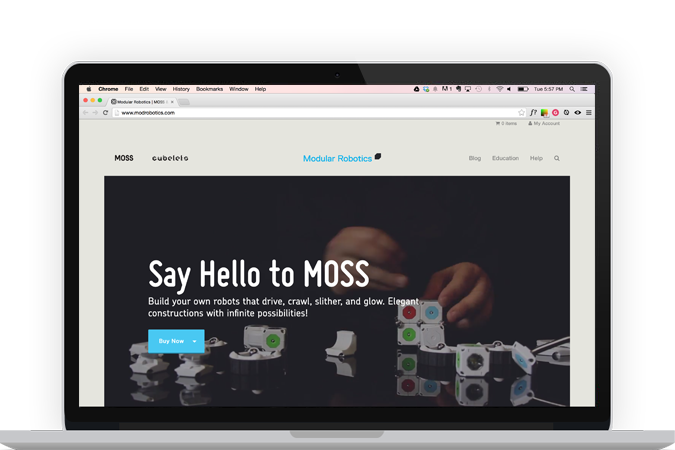 Chrome File Edit View History Bookmarks Window Help Tue 5:57 PM
Modular Robotics | MOSS
www.modrobotics.com
0 items My Account
MOSS cubelets Modular Robotics Blog Education Help
Say Hello to MOSS
Build your own robots that drive, crawl, slither, and glow. Elegant
constructions with infinite possibilities!
Buy Now